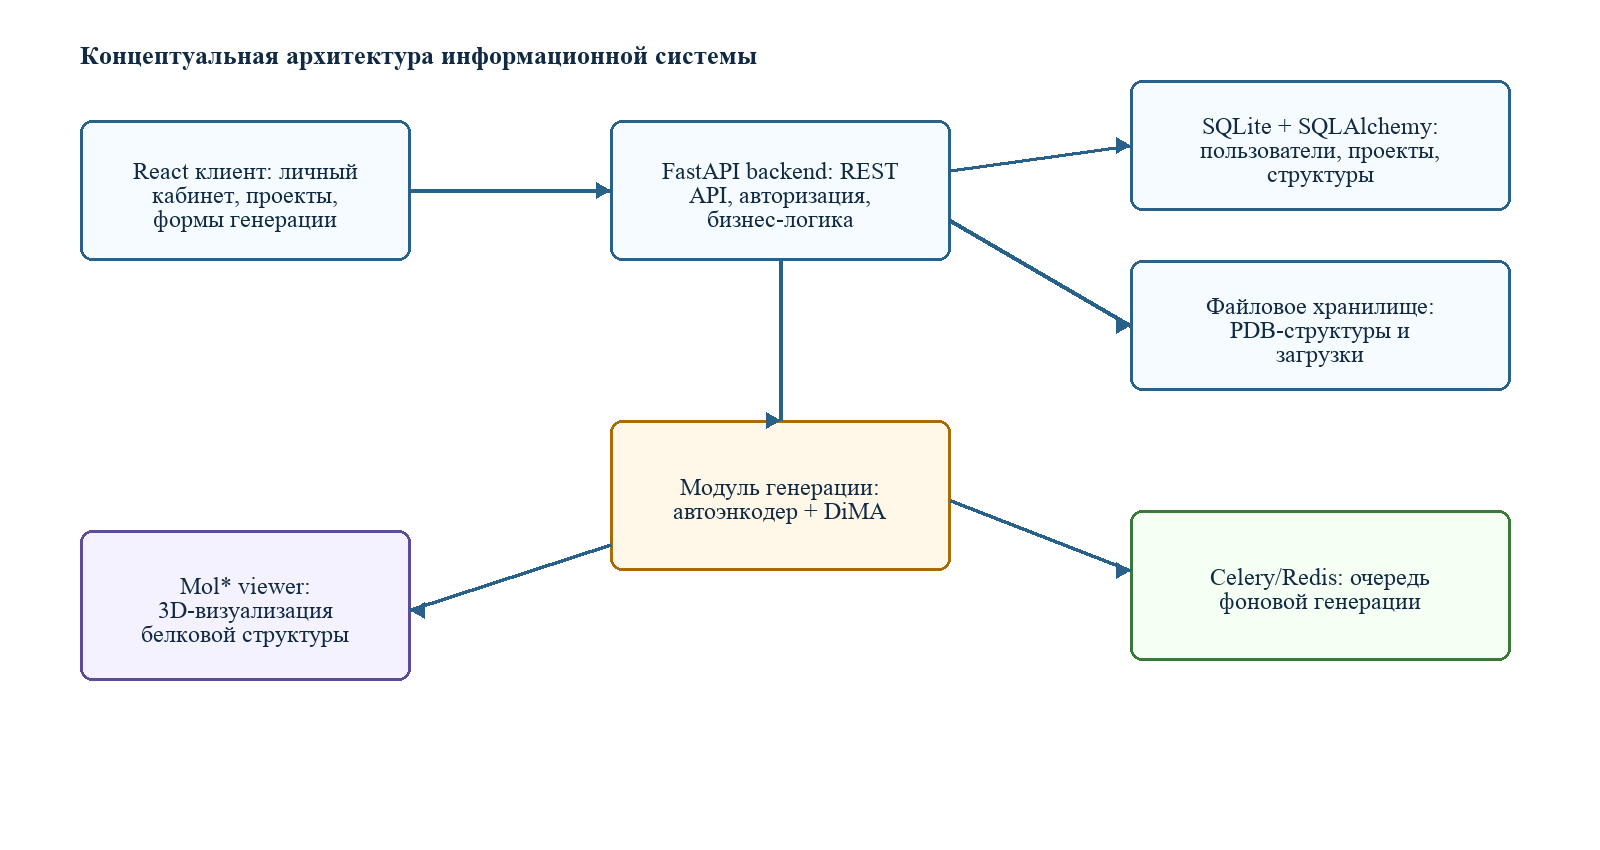 Концептуальная архитектура информационной системы
React клиент: личный
кабинет, проекты,
формы генерации
FastAPI backend: REST
API, авторизация,
бизнес-логика
SQLite + SQLAlchemy:
пользователи, проекты,
структуры
Файловое хранилище:
PDB-структуры и
загрузки
Модуль генерации:
автоэнкодер + DiMA
Mol* viewer:
3D-визуализация
белковой структуры
Celery/Redis: очередь
фоновой генерации